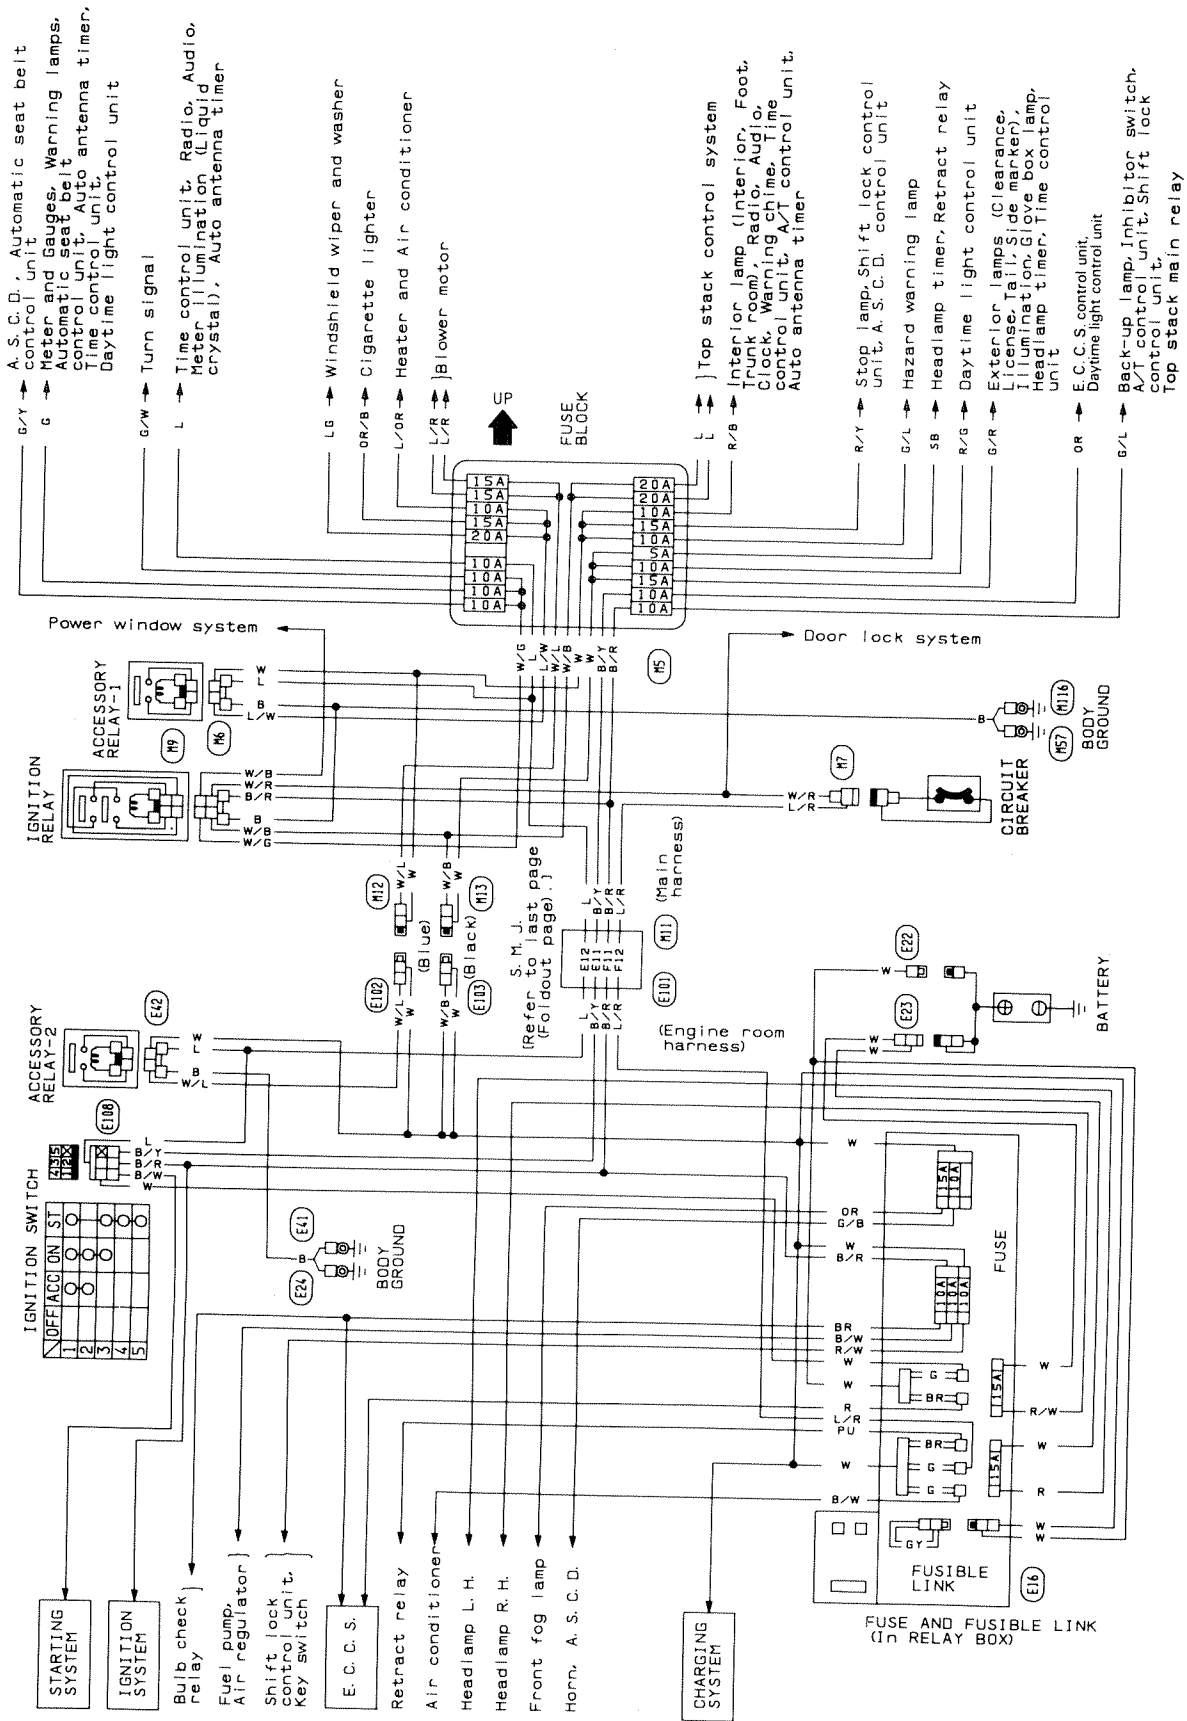 A. S. C. D., Automatic seat belt
control unit
Meter and Gauges, Warning lamps,
Automatic seat belt
control unit, Auto antenna timer,
Time control unit,
Daytime light control unit
Turn signal
Time control unit, Radio, Audio,
Meter illumination (Liquid
crystal), Auto antenna timer
Windshield wiper and washer
Cigarette lighter
Heater and Air conditioner
}Blower motor
G/Y
G
G/W
L
LG
OR/B
L/OR
L/R
L/R
UP
FUSE
BLOCK
}Top stack control system
Interior lamp (Interior, Foot,
Trunk room), Radio, Audio,
Clock, Warning chime, Time
control unit, A/T control unit,
Auto antenna timer
Stop lamp, Shift lock control
unit, A. S. C. D. control unit
Hazard warning lamp
Headlamp timer, Retract relay
Daytime light control unit
Exterior lamps (Clearance,
License, Tail, Side marker),
Illumination, Glove box lamp,
Headlamp timer, Time control
unit
E. C. C. S. control unit,
Daytime light control unit
Back-up lamp, Inhibitor switch,
A/T control unit, Shift lock
control unit,
Top stack main relay
L
L
R/B
R/Y
G/L
SB
R/G
G/R
OR
G/L
15A
15A
10A
15A
20A
10A
10A
10A
10A
20A
20A
10A
15A
10A
5A
10A
15A
10A
10A
Power window system
Door lock system
W/G
L
L/W
W/L
W/B
W
W
B/Y
B/R
M5
ACCESSORY
RELAY-1
M9
M6
W
L
B
L/W
IGNITION
RELAY
W/B
W/R
B/R
B
W/B
W/G
B
M116
M57
BODY
GROUND
M7
W/R
L/R
CIRCUIT
BREAKER
M12
W/L
W
(Blue)
M13
W/B
W
(Black)
E102
W/L
W
E103
W/B
W
S. M. J.
[Refer to last page
(Foldout page).]
L
B/Y
B/R
L/R
E12
E11
F11
F12
L
B/Y
B/R
L/R
M11
(Main
harness)
E101
(Engine room
harness)
ACCESSORY
RELAY-2
E42
W
L
B
W/L
E22
W
E23
W
W
BATTERY
IGNITION SWITCH
OFF ACC ON ST
1
2
3
4
5
4 3 5
1 2
E108
L
B/Y
B/R
B/W
W
B
E41
E24
BODY
GROUND
STARTING
SYSTEM
IGNITION
SYSTEM
Bulb check
relay
Fuel pump,
Air regulator
Shift lock
control unit,
Key switch
E. C. C. S.
Retract relay
Air conditioner
Headlamp L. H.
Headlamp R. H.
Front fog lamp
Horn, A. S. C. D.
CHARGING
SYSTEM
W
OR
G/B
W
B/R
BR
B/W
R/W
W
W
R
L/R
PU
W
B/W
15A
10A
10A
10A
10A
FUSE
G
BR
BR
G
G
15A
15A
W
R/W
W
R
W
W
GY
FUSIBLE
LINK
E16
FUSE AND FUSIBLE LINK
(In RELAY BOX)